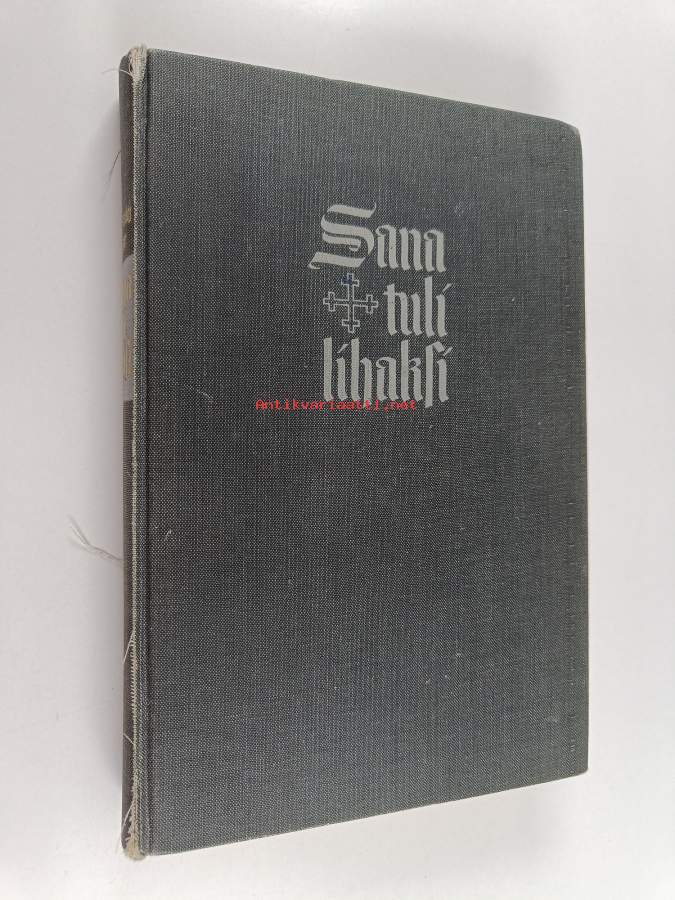 Sana
tuli
lihaksi
Antikvariaatti.net